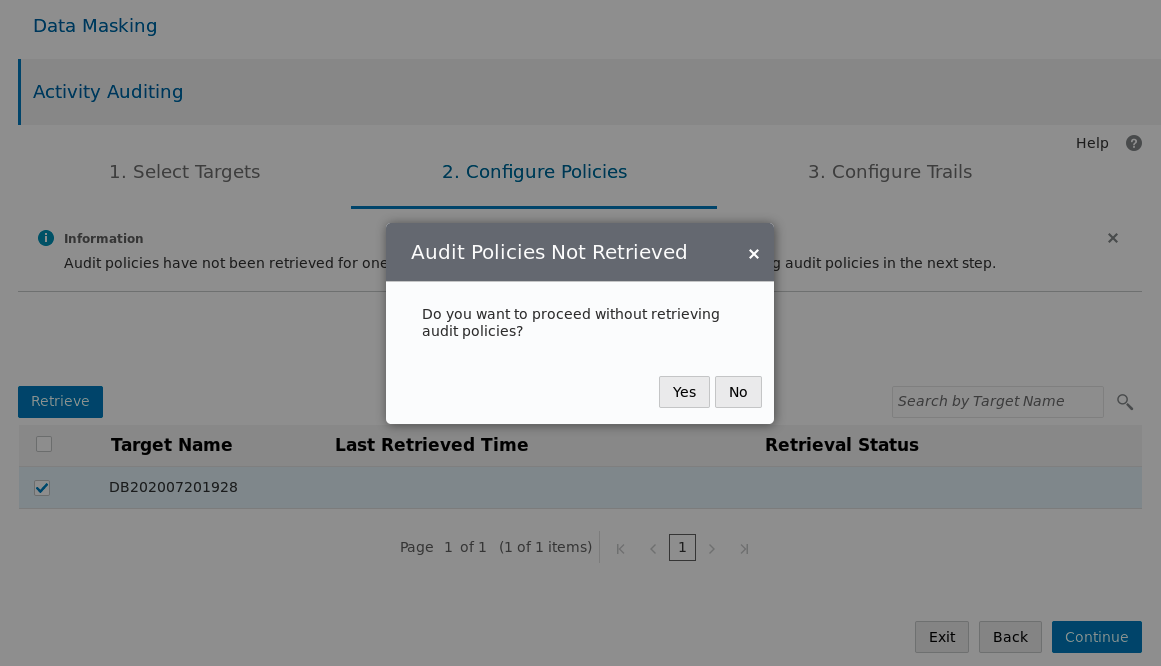 Data Masking
Activity Auditing
Help
1. Select Targets
2. Configure Policies
3. Configure Trails
Information
Audit policies have not been retrieved for one
audit policies in the next step.
Audit Policies Not Retrieved
Do you want to proceed without retrieving
audit policies?
Yes
No
Retrieve
Search by Target Name
Target Name
Last Retrieved Time
Retrieval Status
DB202007201928
Page 1 of 1 (1 of 1 items)
1
Exit
Back
Continue